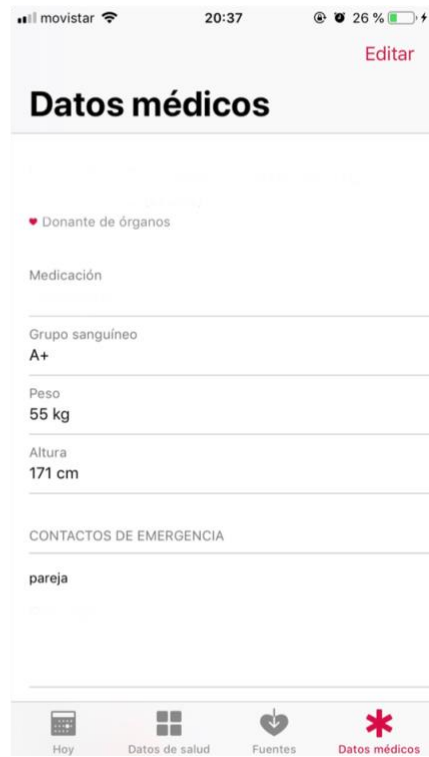 movistar 20:37 26 %
Editar
Datos médicos
Donante de órganos
Medicación
Grupo sanguíneo
A+
Peso
55 kg
Altura
171 cm
CONTACTOS DE EMERGENCIA
pareja
Hoy Datos de salud Fuentes Datos médicos